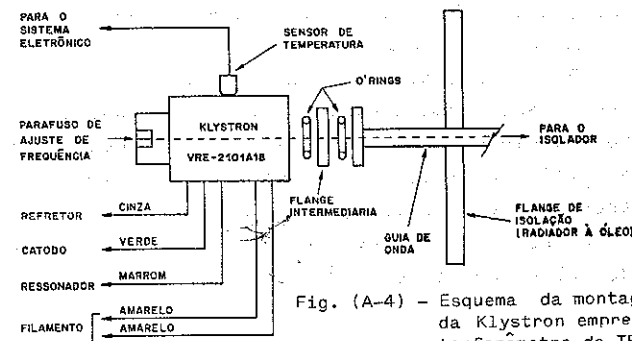 PARA O
SISTEMA
ELETRÔNICO
SENSOR DE
TEMPERATURA
O'RINGS
PARAFUSO DE
AJUSTE DE
FREQUÊNCIA
KLYSTRON
VRE-2101A18
PARA O
ISOLADOR
FLANGE
INTERMEDIARIA
GUIA DE
ONDA
FLANGE DE
ISOLAÇÃO
(RADIADOR À ÓLEO)
REFRETOR
CINZA
CATODO
VERDE
RESSONADOR
MARROM
FILAMENTO
AMARELO
AMARELO
Fig. (A-4) - Esquema da montag
da Klystron empre